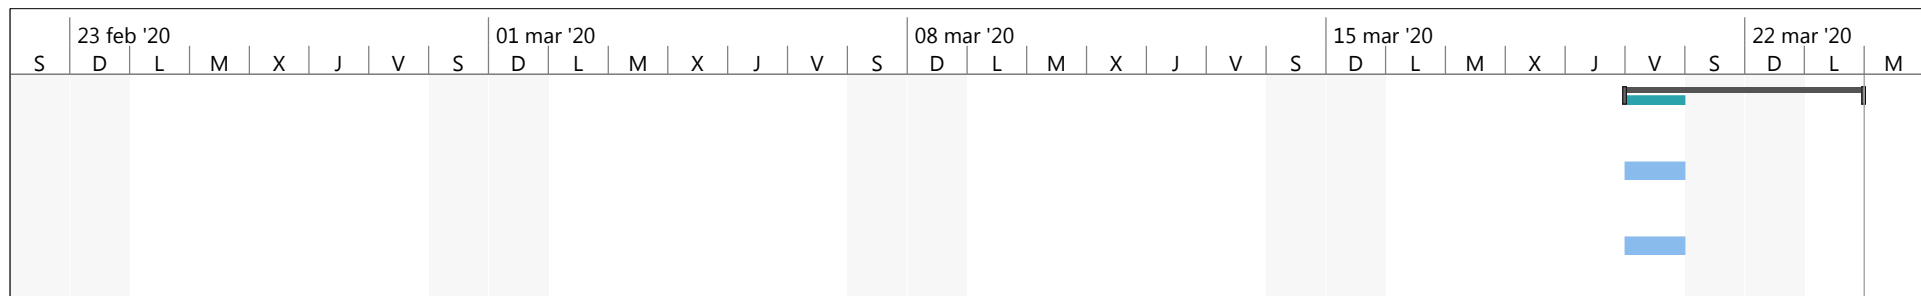 23 feb '20 01 mar '20 08 mar '20 15 mar '20 22 mar '20
S D L M X J V S D L M X J V S D L M X J V S D L M X J V S D L M